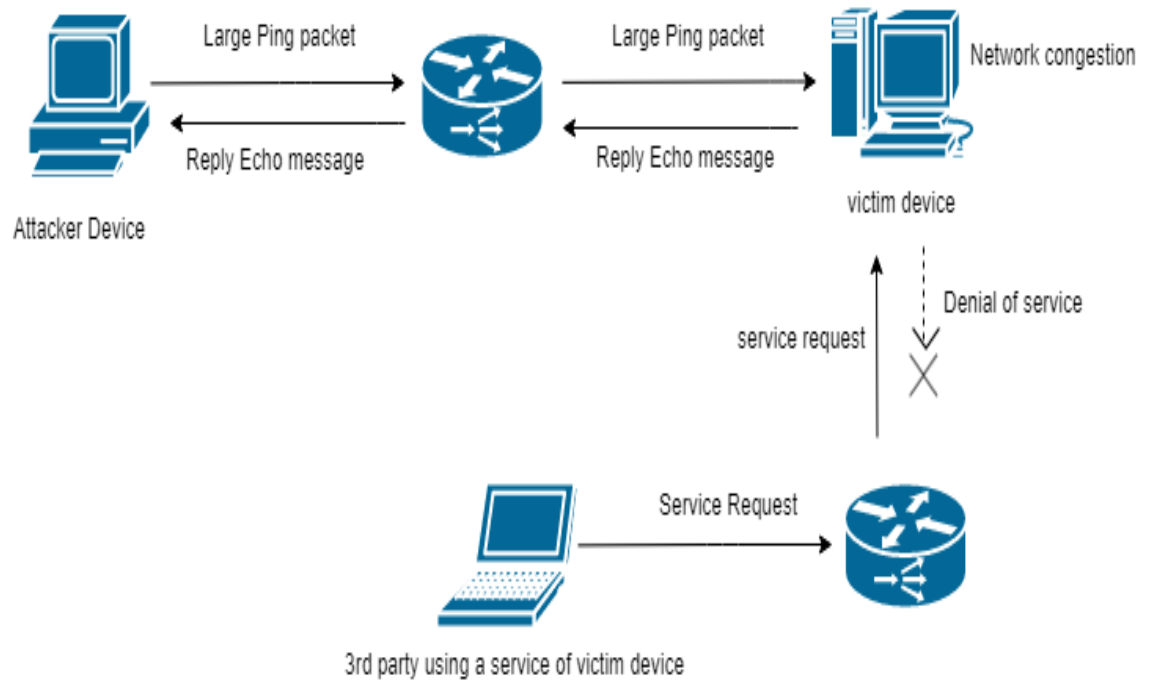 Large Ping packet
Large Ping packet
Network congestion
Reply Echo message
Reply Echo message
victim device
Attacker Device
Denial of service
service request
Service Request
3rd party using a service of victim device